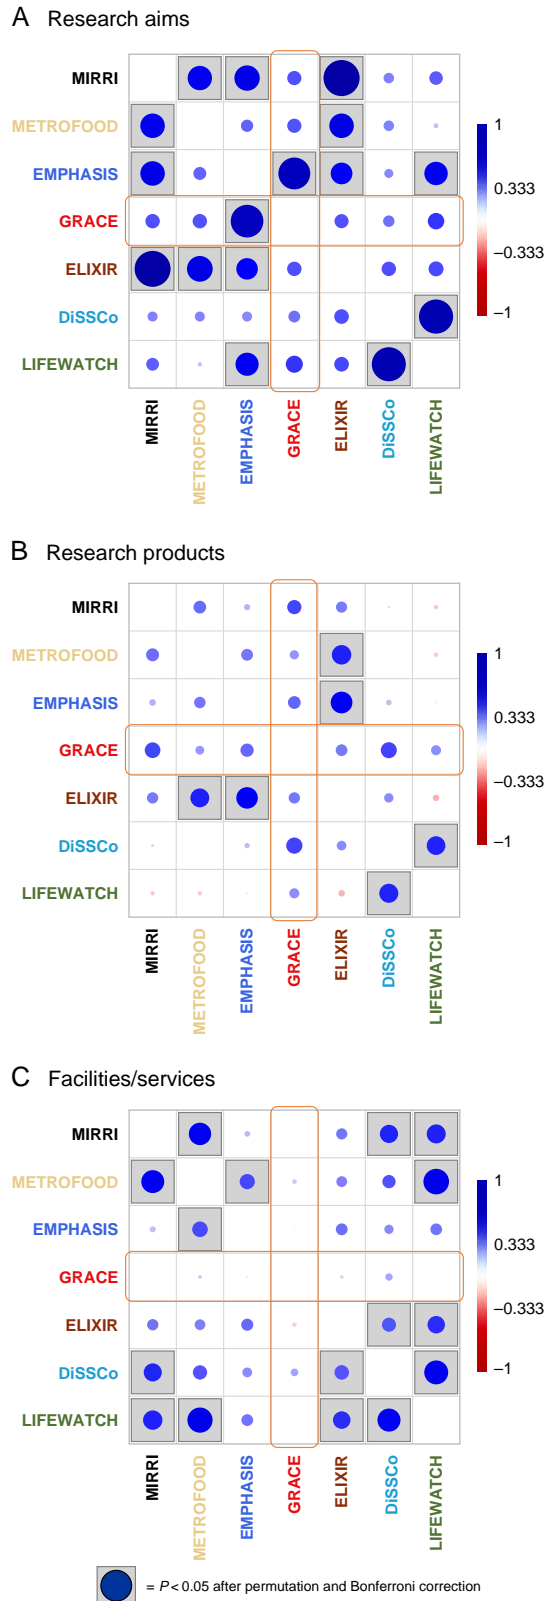 A Research aims
MIRRI
METROFOOD
EMPHASIS
GRACE
ELIXIR
DiSSCo
LIFEWATCH
1
0.333
–0.333
–1
MIRRI
METROFOOD
EMPHASIS
GRACE
ELIXIR
DiSSCo
LIFEWATCH
B Research products
MIRRI
METROFOOD
EMPHASIS
GRACE
ELIXIR
DiSSCo
LIFEWATCH
1
0.333
–0.333
–1
MIRRI
METROFOOD
EMPHASIS
GRACE
ELIXIR
DiSSCo
LIFEWATCH
C Facilities/services
MIRRI
METROFOOD
EMPHASIS
GRACE
ELIXIR
DiSSCo
LIFEWATCH
1
0.333
–0.333
–1
MIRRI
METROFOOD
EMPHASIS
GRACE
ELIXIR
DiSSCo
LIFEWATCH
= P < 0.05 after permutation and Bonferroni correction